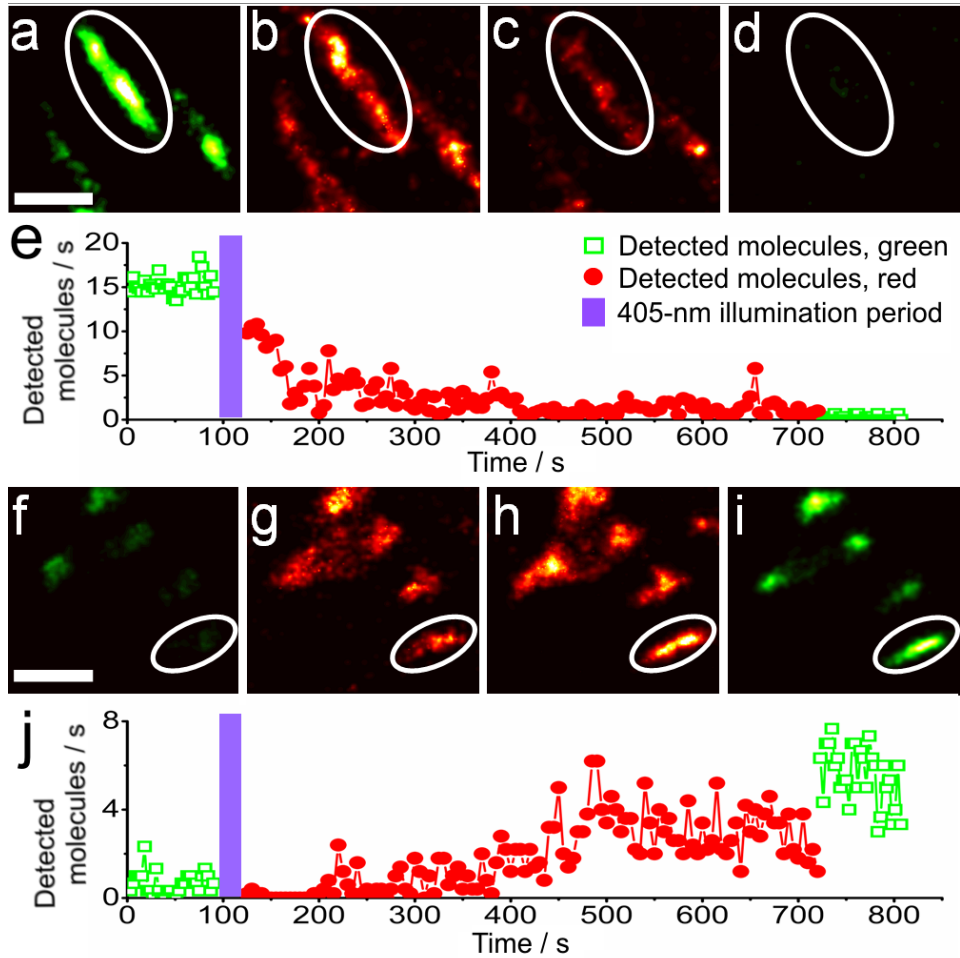 a
b
c
d
e
Detected molecules / s
20
15
10
5
0
Detected molecules, green
Detected molecules, red
405-nm illumination period
0 100 200 300 400 500 600 700 800
Time / s
f
g
h
i
j
Detected molecules / s
8
4
0
0 100 200 300 400 500 600 700 800
Time / s